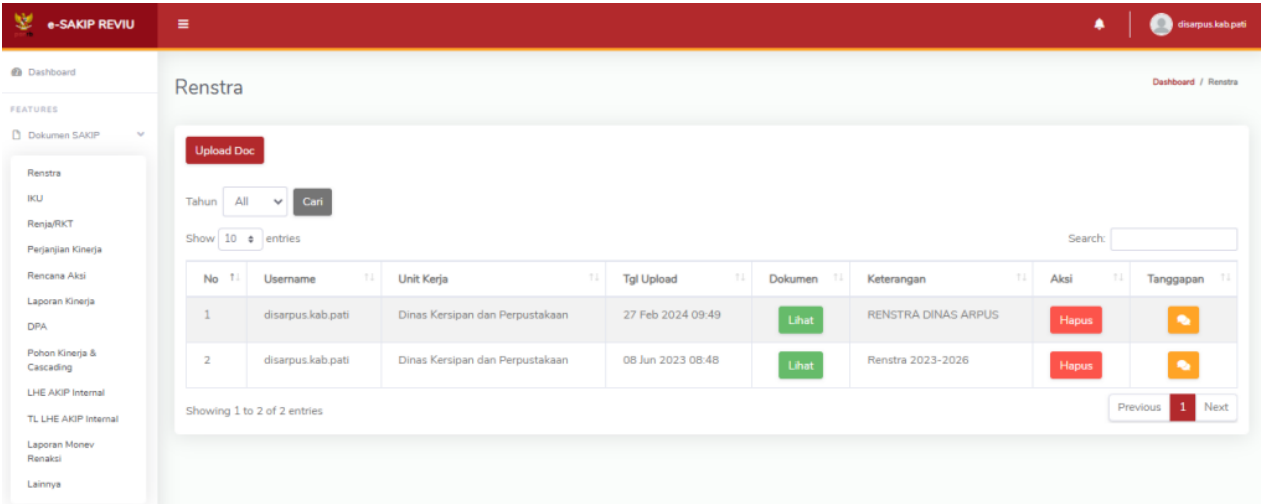 e-SAKIP REVIU
disarpus.kab.pati
Dashboard
FEATURES
Dokumen SAKIP
Renstra
IKU
Renja/RKT
Perjanjian Kinerja
Rencana Aksi
Laporan Kinerja
DPA
Pohon Kinerja &
Cascading
LHE AKIP Internal
TL LHE AKIP Internal
Laporan Monev
Renaksi
Lainnya
Renstra
Dashboard / Renstra
Upload Doc
Tahun All Cari
Show 10 entries
Search:
No Username Unit Kerja Tgl Upload Dokumen Keterangan Aksi Tanggapan
1 disarpus.kab.pati Dinas Kersipan dan Perpustakaan 27 Feb 2024 09:49 Lihat RENSTRA DINAS ARPUS Hapus
2 disarpus.kab.pati Dinas Kersipan dan Perpustakaan 08 Jun 2023 08:48 Lihat Renstra 2023-2026 Hapus
Showing 1 to 2 of 2 entries
Previous 1 Next